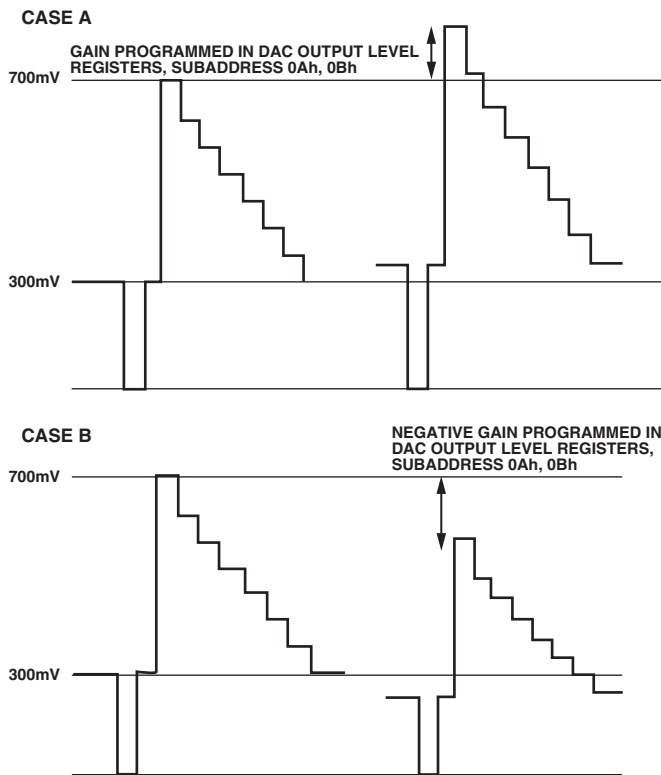 CASE A
GAIN PROGRAMMED IN DAC OUTPUT LEVEL
REGISTERS, SUBADDRESS 0Ah, 0Bh
700mV
300mV
CASE B
NEGATIVE GAIN PROGRAMMED IN
DAC OUTPUT LEVEL REGISTERS,
SUBADDRESS 0Ah, 0Bh
700mV
300mV